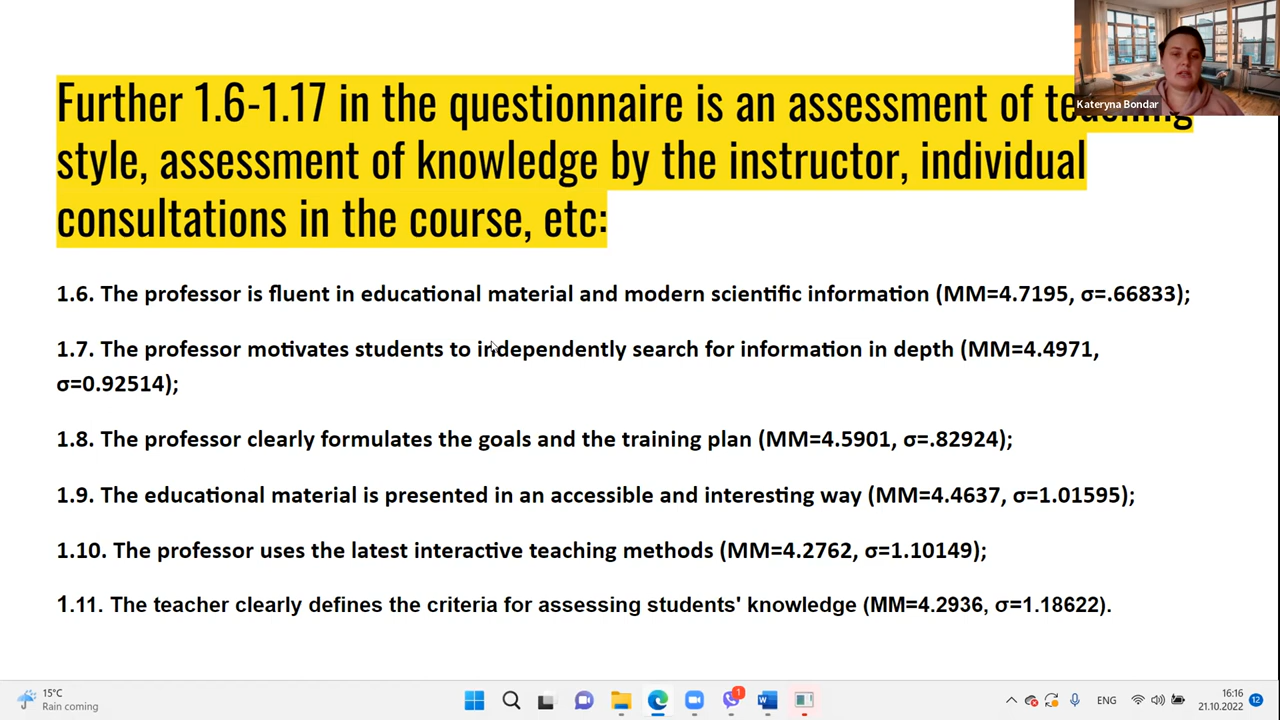 Kateryna Bondar
Further 1.6-1.17 in the questionnaire is an assessment of teaching
style, assessment of knowledge by the instructor, individual
consultations in the course, etc:
1.6. The professor is fluent in educational material and modern scientific information (MM=4.7195, σ=.66833);
1.7. The professor motivates students to independently search for information in depth (MM=4.4971,
σ=0.92514);
1.8. The professor clearly formulates the goals and the training plan (MM=4.5901, σ=.82924);
1.9. The educational material is presented in an accessible and interesting way (MM=4.4637, σ=1.01595);
1.10. The professor uses the latest interactive teaching methods (MM=4.2762, σ=1.10149);
1.11. The teacher clearly defines the criteria for assessing students' knowledge (MM=4.2936, σ=1.18622).
15°C
Rain coming
1
W
ENG
16:16
21.10.2022
12